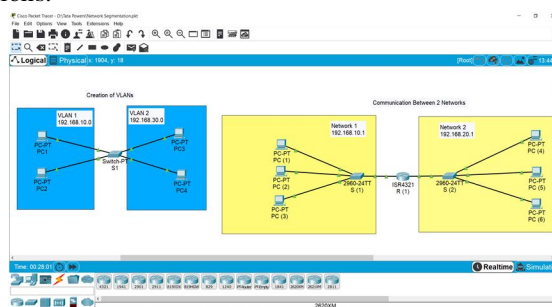 rons.
Cisco Packet Tracer - D:\Tata Power\Network Segmentation.pkt
File Edit Options View Tools Extensions Help
Logical Physical x: 1904, y: 18 [Root] 13:44
Creation of VLANs
Communication Between 2 Networks
VLAN 1
192.168.10.0
VLAN 2
192.168.30.0
PC-PT
PC1
PC-PT
PC2
Switch-PT
S1
PC-PT
PC3
PC-PT
PC4
Network 1
192.168.10.1
Network 2
192.168.20.1
PC-PT
PC (1)
PC-PT
PC (2)
PC-PT
PC (3)
2960-24TT
S (1)
ISR4321
R (1)
2960-24TT
S (2)
PC-PT
PC (4)
PC-PT
PC (5)
PC-PT
PC (6)
Time: 00:28:01
Realtime Simulati
4321 1941 2901 2911 819IOX 819HGW 829 1240 1841 2620XM 2621XM 2811
2620XM